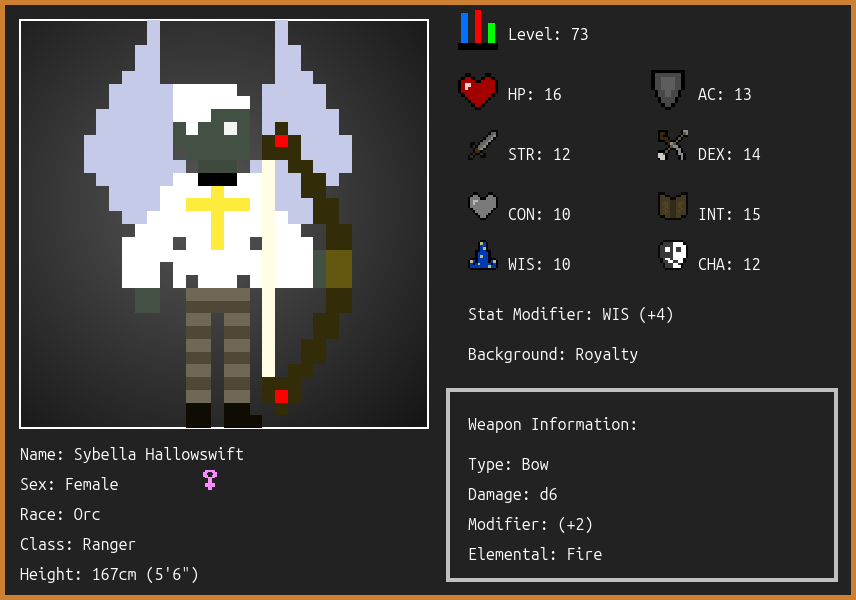 Level: 73
HP: 16
AC: 13
STR: 12
DEX: 14
CON: 10
INT: 15
WIS: 10
CHA: 12
Stat Modifier: WIS (+4)
Background: Royalty
Weapon Information:
Type: Bow
Damage: d6
Modifier: (+2)
Elemental: Fire
Name: Sybella Hallowswift
Sex: Female
Race: Orc
Class: Ranger
Height: 167cm (5'6")